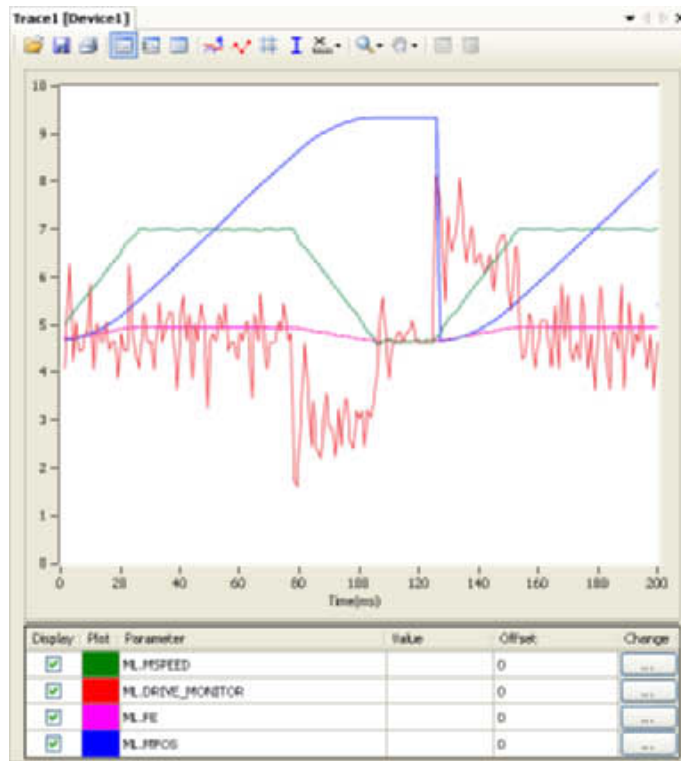 Trace1 [Device1]
10
9
8
7
6
5
4
3
2
1
0
0 20 40 60 80 100 120 140 160 180 200
Time(ms)
Display Plot Parameter Value Offset Change
ML.MSPEED 0 ...
ML.DRIVE_MONITOR 0 ...
ML.FE 0 ...
ML.MPOS 0 ...